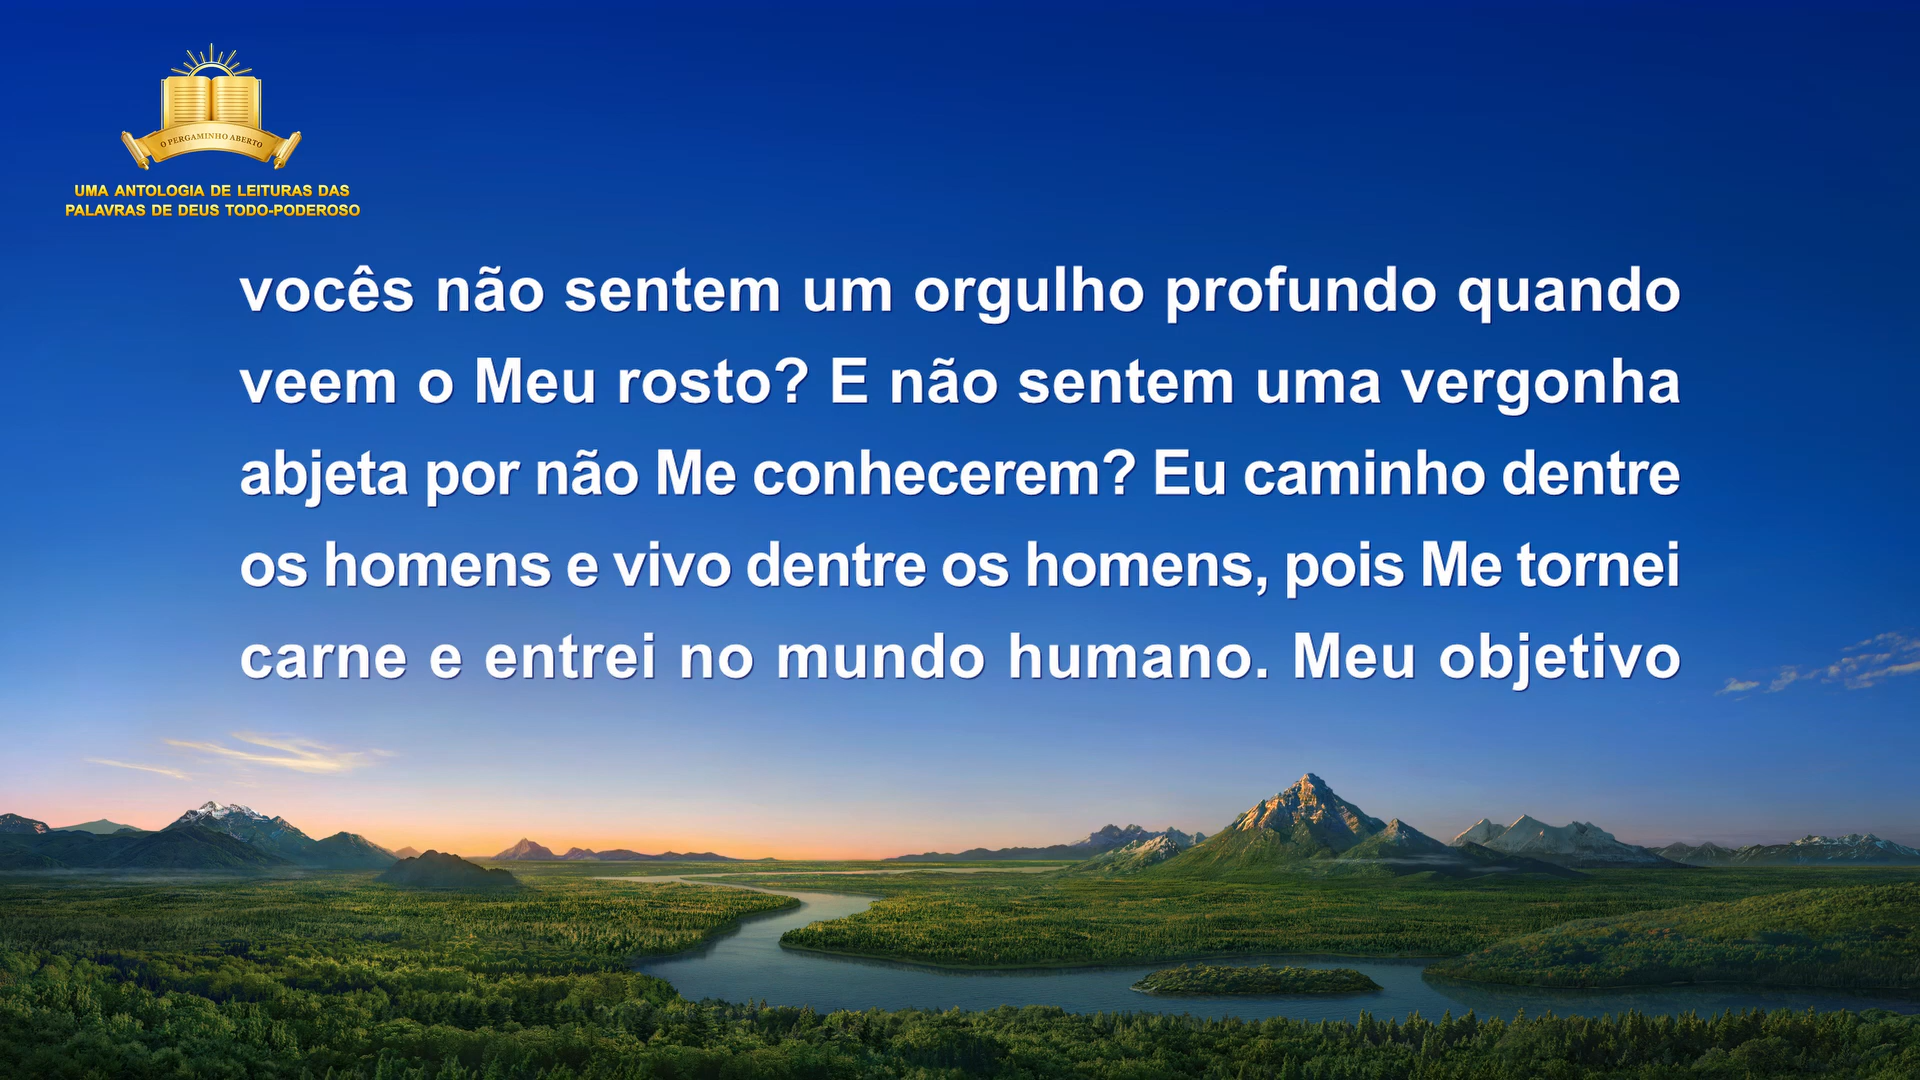 O PERGAMINHO ABERTO
UMA ANTOLOGIA DE LEITURAS DAS
PALAVRAS DE DEUS TODO-PODEROSO
vocês não sentem um orgulho profundo quando
veem o Meu rosto? E não sentem uma vergonha
abjeta por não Me conhecerem? Eu caminho dentre
os homens e vivo dentre os homens, pois Me tornei
carne e entrei no mundo humano. Meu objetivo